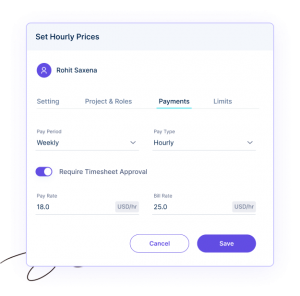 Set Hourly Prices
Rohit Saxena
Setting Project & Roles Payments Limits
Pay Period Pay Type
Weekly Hourly
Require Timesheet Approval
Pay Rate Bill Rate
18.0 USD/hr 25.0 USD/hr
Cancel Save